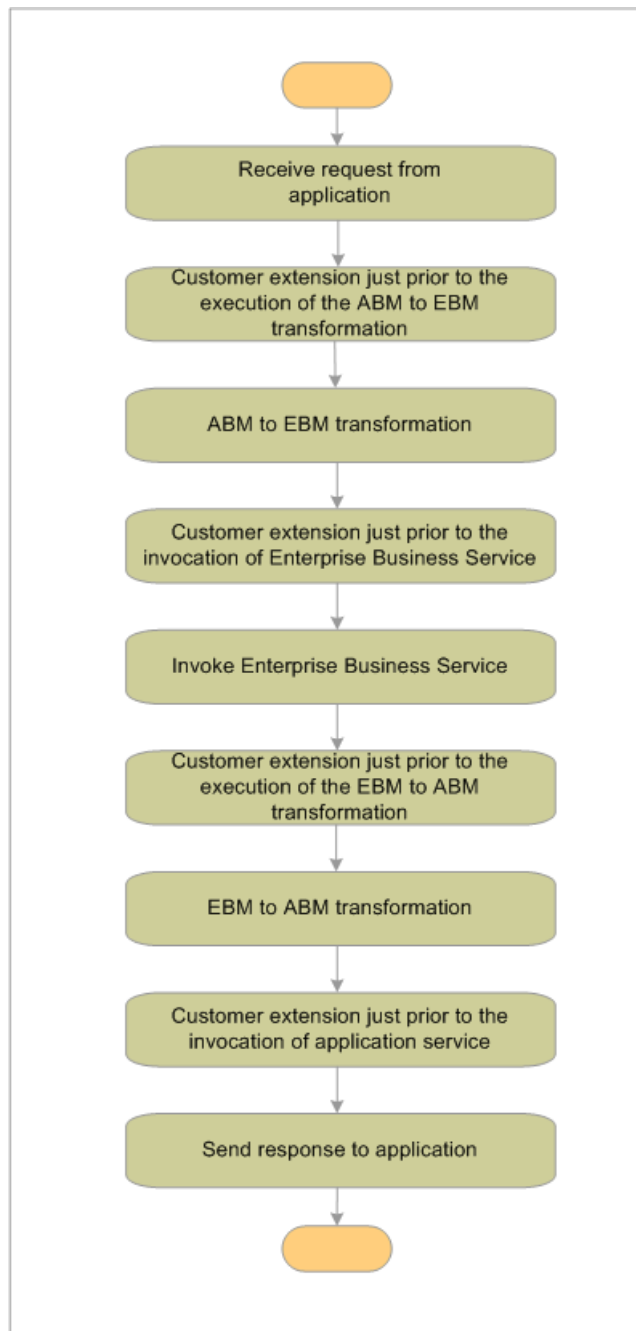 Receive request from
application
Customer extension just prior to the
execution of the ABM to EBM
transformation
ABM to EBM transformation
Customer extension just prior to the
invocation of Enterprise Business Service
Invoke Enterprise Business Service
Customer extension just prior to the
execution of the EBM to ABM
transformation
EBM to ABM transformation
Customer extension just prior to the
invocation of application service
Send response to application